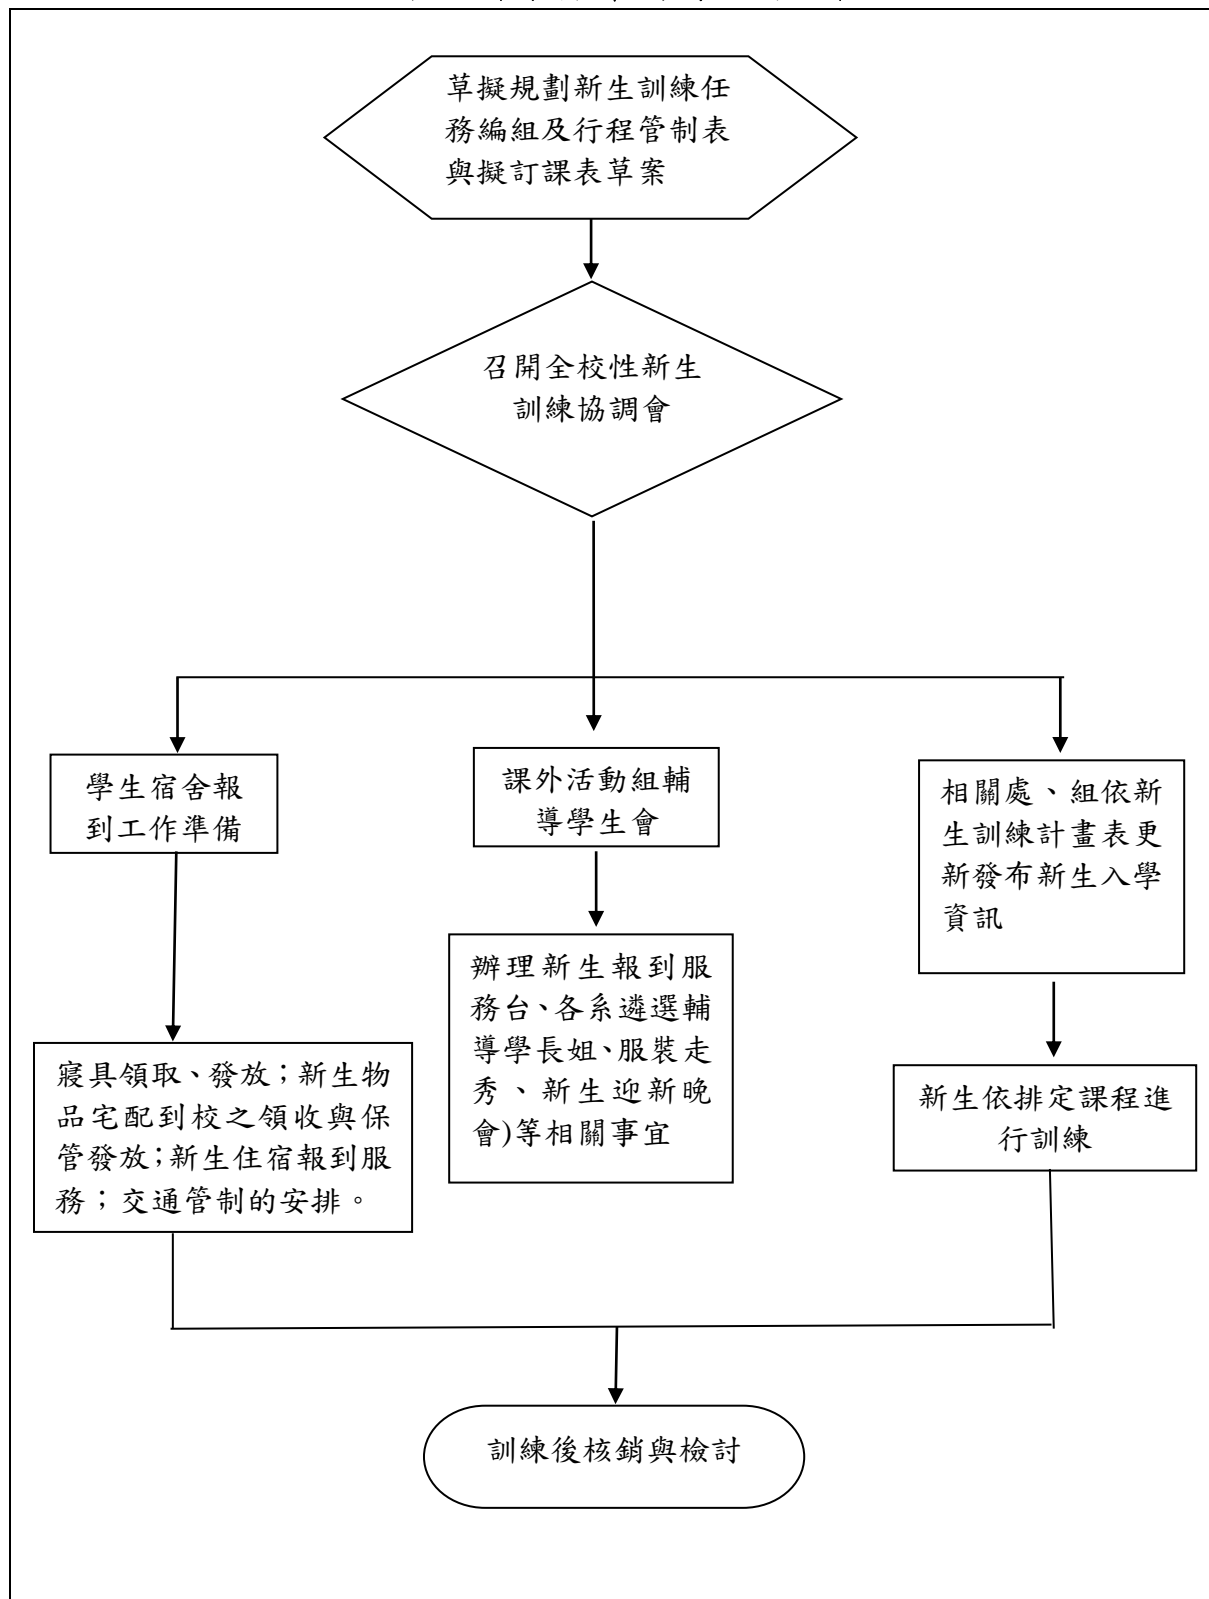 草擬規劃新生訓練任
務編組及行程管制表
與擬訂課表草案
召開全校性新生
訓練協調會
學生宿舍報
到工作準備
課外活動組輔
導學生會
相關處、組依新
生訓練計畫表更
新發布新生入學
資訊
辦理新生報到服
務台、各系遴選輔
導學長姐、服裝走
秀、新生迎新晚
會)等相關事宜
寢具領取、發放；新生物
品宅配到校之領收與保
管發放；新生住宿報到服
務；交通管制的安排。
新生依排定課程進
行訓練
訓練後核銷與檢討